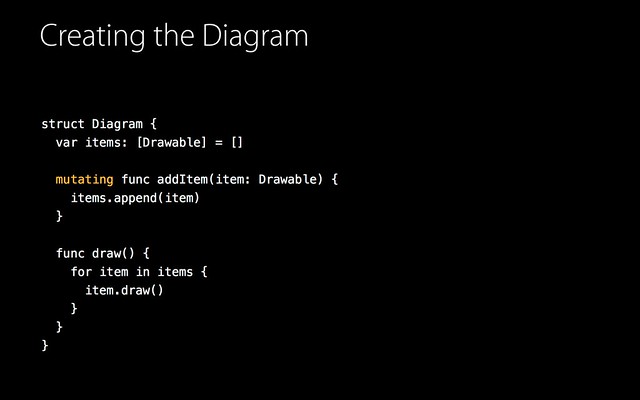 Creating the Diagram
struct Diagram {
var items: [Drawable] = []
mutating func addItem(item: Drawable) {
items.append(item)
}
func draw() {
for item in items {
item.draw()
}
}
}